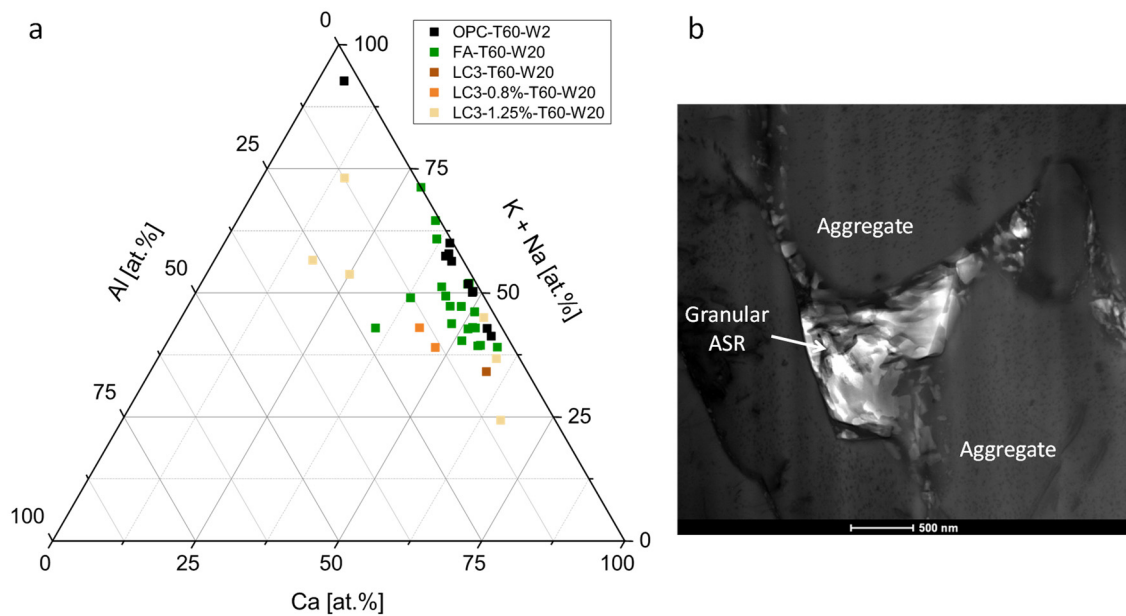 a
b
OPC-T60-W2
FA-T60-W20
LC3-T60-W20
LC3-0.8%-T60-W20
LC3-1.25%-T60-W20
0
100
25
75
Al [at.%]
K + Na [at.%]
50
50
75
25
100
0
0
25
50
75
100
Ca [at.%]
Aggregate
Granular
ASR
Aggregate
500 nm